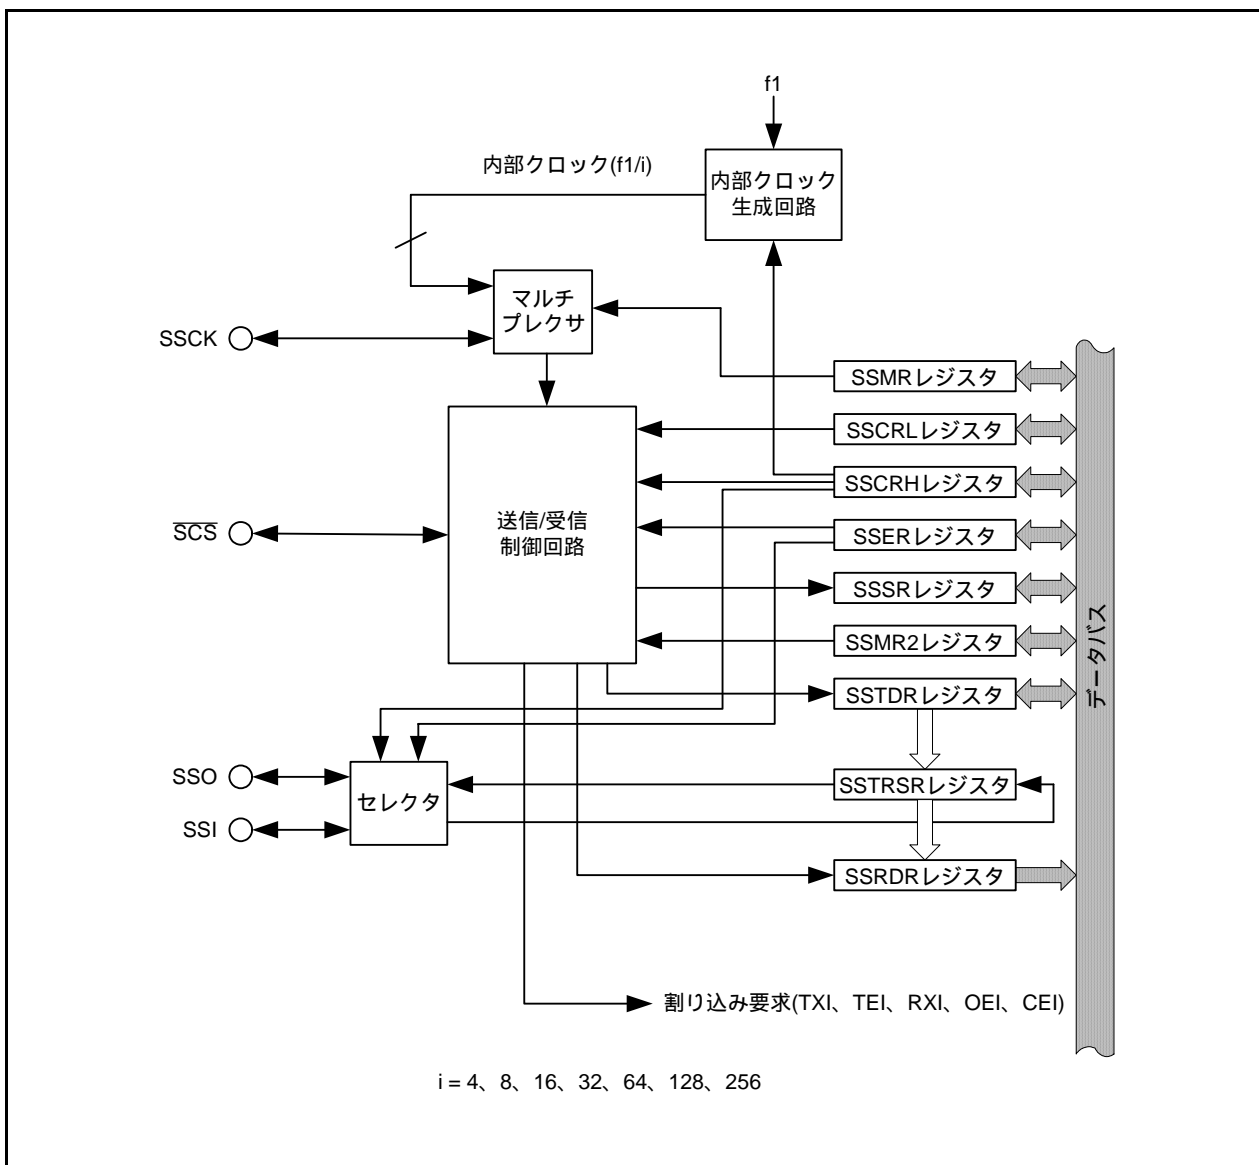 f1
内部クロック(f1/i)
内部クロック
生成回路
マルチ
プレクサ
SSCK
SSMRレジスタ
SSCRLレジスタ
SSCRHレジスタ
SCS
送信/受信
制御回路
SSERレジスタ
SSSRレジスタ
SSMR2レジスタ
データバス
SSTDRレジスタ
SSO
SSTRSRレジスタ
セレクタ
SSI
SSRDRレジスタ
割り込み要求(TXI、TEI、RXI、OEI、CEI)
i = 4、8、16、32、64、128、256